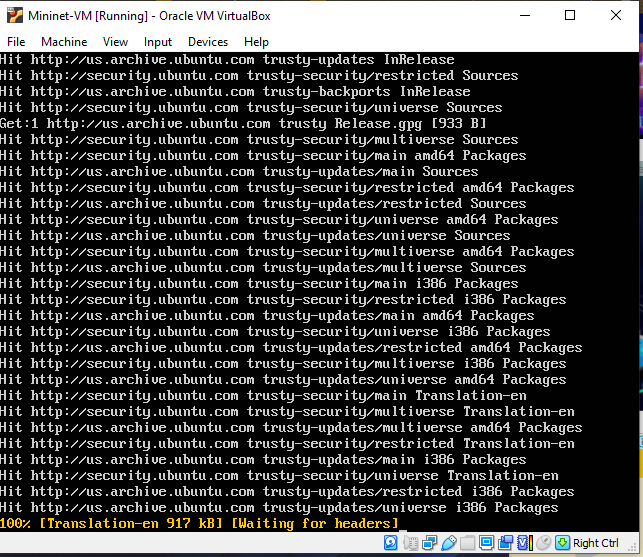 Mininet-VM [Running] - Oracle VM VirtualBox
File Machine View Input Devices Help
Hit http://us.archive.ubuntu.com trusty-updates InRelease
Hit http://security.ubuntu.com trusty-security/restricted Sources
Hit http://us.archive.ubuntu.com trusty-backports InRelease
Hit http://security.ubuntu.com trusty-security/universe Sources
Get:1 http://us.archive.ubuntu.com trusty Release.gpg [933 B]
Hit http://security.ubuntu.com trusty-security/multiverse Sources
Hit http://security.ubuntu.com trusty-security/main amd64 Packages
Hit http://us.archive.ubuntu.com trusty-updates/main Sources
Hit http://security.ubuntu.com trusty-security/restricted amd64 Packages
Hit http://us.archive.ubuntu.com trusty-updates/restricted Sources
Hit http://security.ubuntu.com trusty-security/universe amd64 Packages
Hit http://us.archive.ubuntu.com trusty-updates/universe Sources
Hit http://security.ubuntu.com trusty-security/multiverse amd64 Packages
Hit http://us.archive.ubuntu.com trusty-updates/multiverse Sources
Hit http://security.ubuntu.com trusty-security/main i386 Packages
Hit http://security.ubuntu.com trusty-security/restricted i386 Packages
Hit http://us.archive.ubuntu.com trusty-updates/main amd64 Packages
Hit http://security.ubuntu.com trusty-security/universe i386 Packages
Hit http://us.archive.ubuntu.com trusty-updates/restricted amd64 Packages
Hit http://security.ubuntu.com trusty-security/multiverse i386 Packages
Hit http://us.archive.ubuntu.com trusty-updates/universe amd64 Packages
Hit http://security.ubuntu.com trusty-security/main Translation-en
Hit http://security.ubuntu.com trusty-security/multiverse Translation-en
Hit http://us.archive.ubuntu.com trusty-updates/multiverse amd64 Packages
Hit http://security.ubuntu.com trusty-security/restricted Translation-en
Hit http://us.archive.ubuntu.com trusty-updates/main i386 Packages
Hit http://security.ubuntu.com trusty-security/universe Translation-en
Hit http://us.archive.ubuntu.com trusty-updates/restricted i386 Packages
Hit http://us.archive.ubuntu.com trusty-updates/universe i386 Packages
100% [Translation-en 917 kB] [Waiting for headers]
Right Ctrl